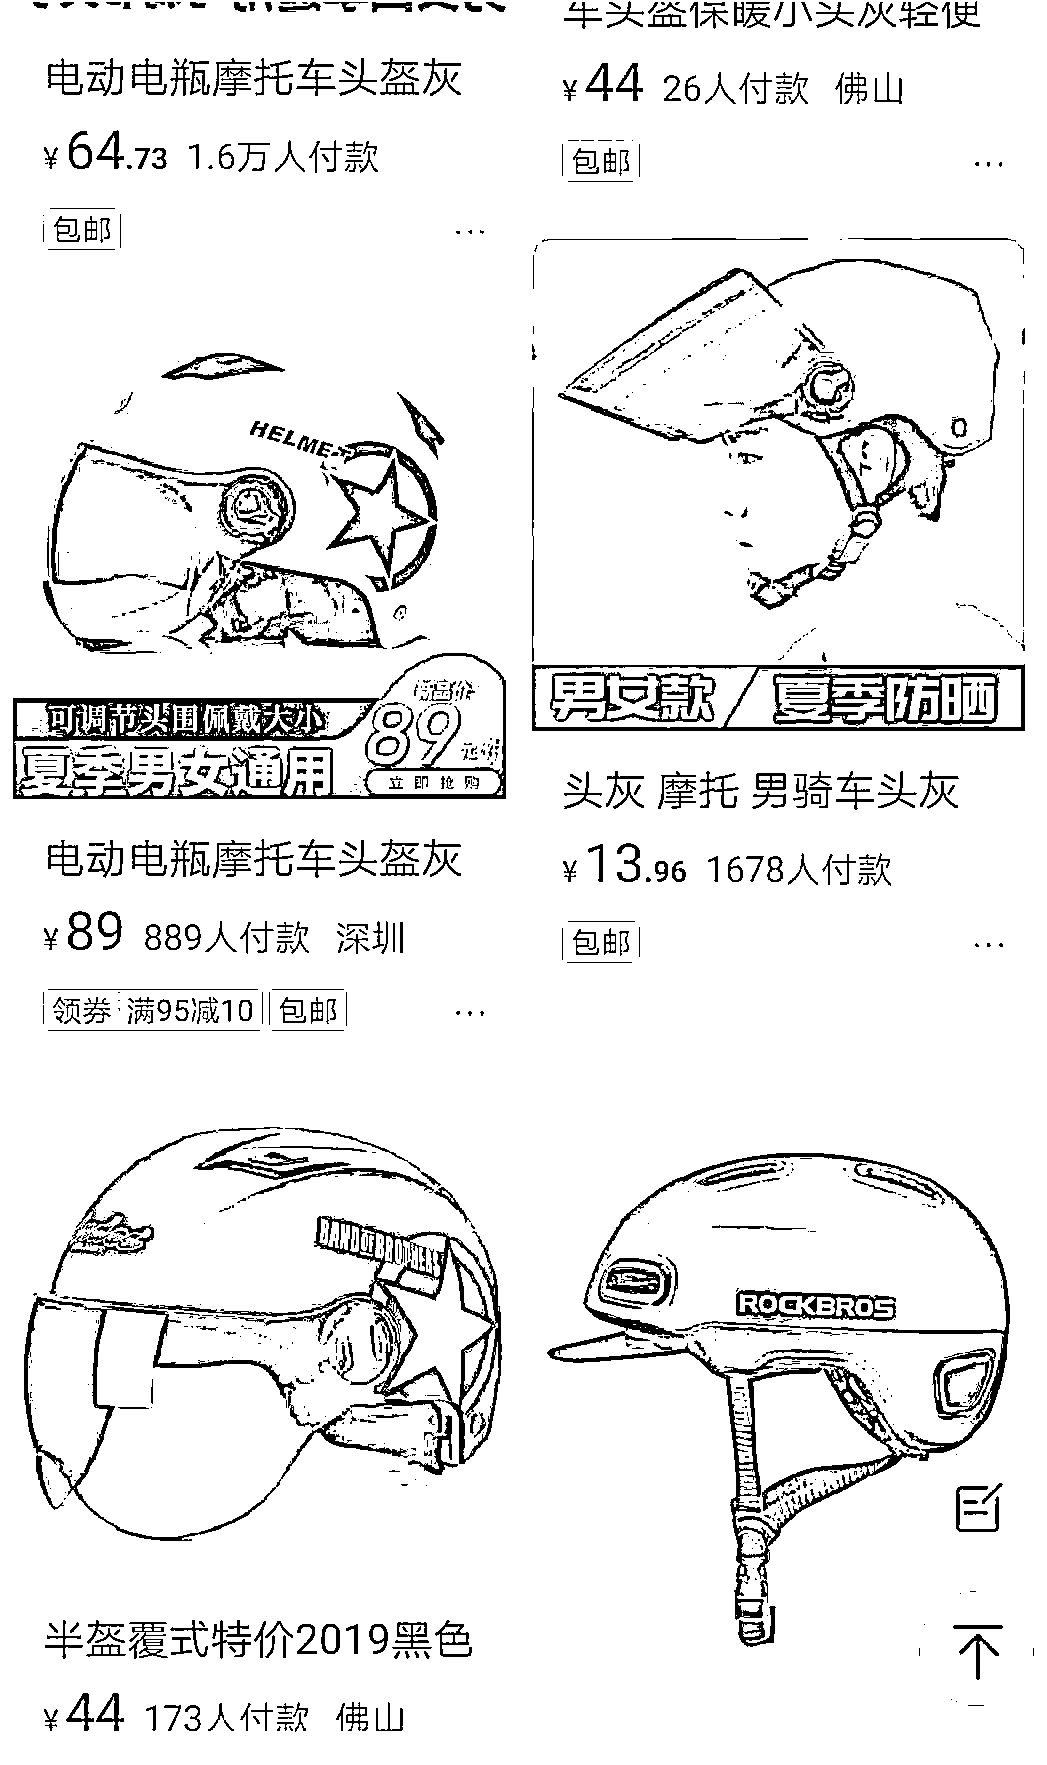 电动电瓶摩托车头盔灰
¥64.73 1.6万人付款
包邮
···
HELMET
可调节头围佩戴大小
夏季男女通用
89
立即抢购
电动电瓶摩托车头盔灰
¥89 889人付款 深圳
领券 满95减10 包邮
···
BAND OF BROTHERS
半盔覆式特价2019黑色
¥44 173人付款 佛山
车头盔保暖小头灰轻便
¥44 26人付款 佛山
包邮
···
男女款/夏季防晒
头灰 摩托 男骑车头灰
¥13.96 1678人付款
包邮
···
ROCKBROS